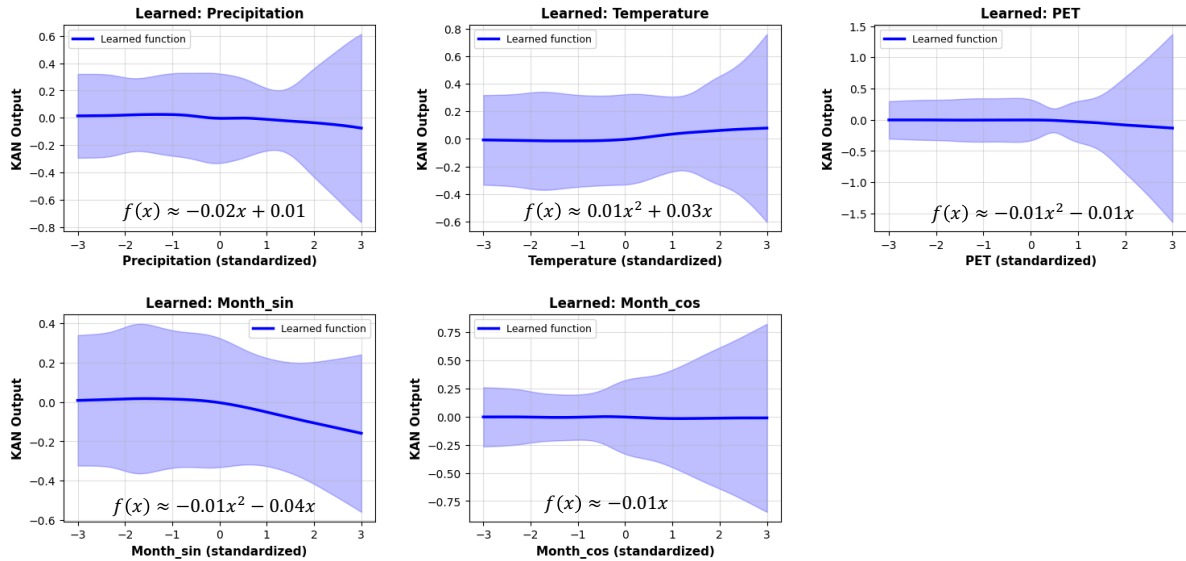 Learned: Precipitation
KAN Output
0.6
0.4
0.2
0.0
−0.2
−0.4
−0.6
−0.8
Learned function
f(x) ≈ −0.02x + 0.01
−3 −2 −1 0 1 2 3
Precipitation (standardized)
Learned: Temperature
KAN Output
0.8
0.6
0.4
0.2
0.0
−0.2
−0.4
−0.6
Learned function
f(x) ≈ 0.01x² + 0.03x
−3 −2 −1 0 1 2 3
Temperature (standardized)
Learned: PET
KAN Output
1.5
1.0
0.5
0.0
−0.5
−1.0
−1.5
Learned function
f(x) ≈ −0.01x² − 0.01x
−3 −2 −1 0 1 2 3
PET (standardized)
Learned: Month_sin
KAN Output
0.4
0.2
0.0
−0.2
−0.4
−0.6
Learned function
f(x) ≈ −0.01x² − 0.04x
−3 −2 −1 0 1 2 3
Month_sin (standardized)
Learned: Month_cos
KAN Output
0.75
0.50
0.25
0.00
−0.25
−0.50
−0.75
Learned function
f(x) ≈ −0.01x
−3 −2 −1 0 1 2 3
Month_cos (standardized)